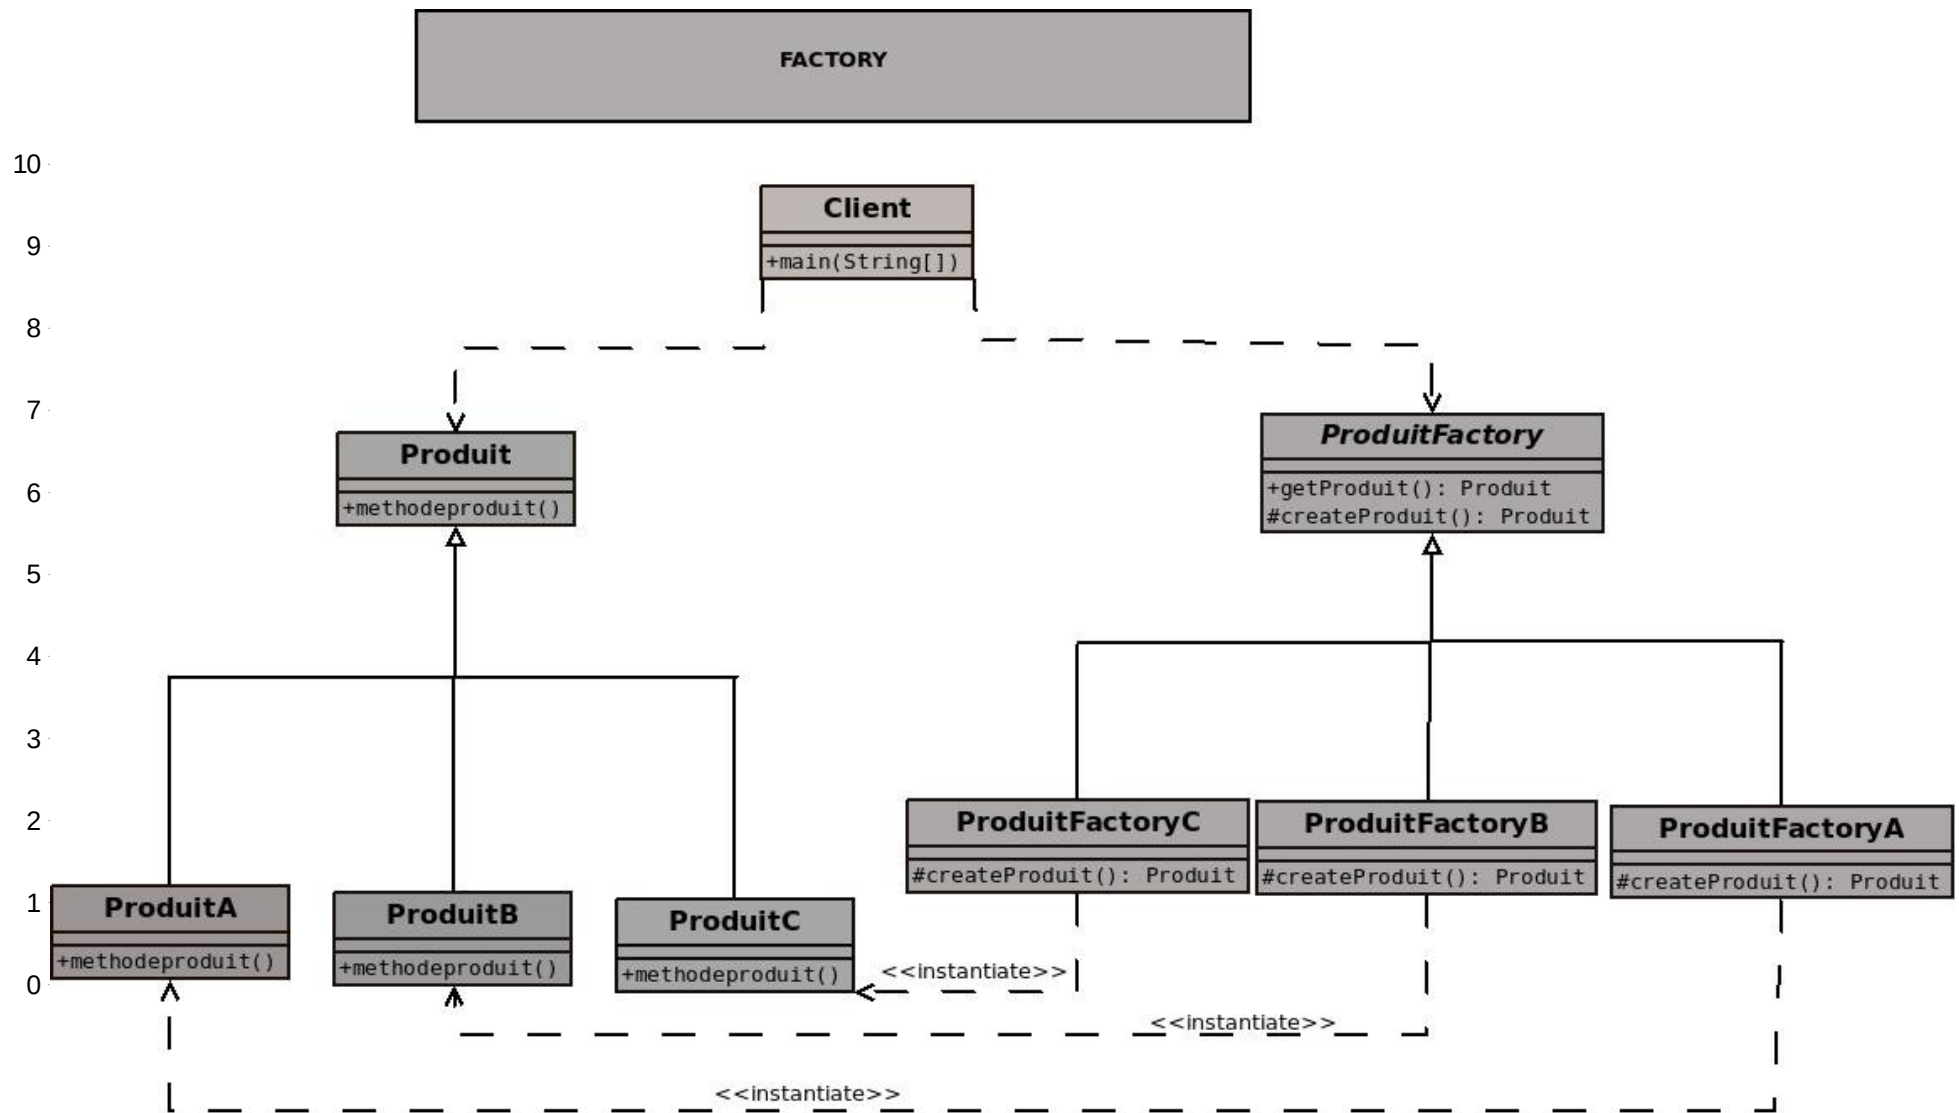 FACTORY
10
9
8
7
6
5
4
3
2
1
0
Client
+main(String[])
Produit
+methodeproduit()
ProduitFactory
+getProduit(): Produit
#createProduit(): Produit
ProduitFactoryC
#createProduit(): Produit
ProduitFactoryB
#createProduit(): Produit
ProduitFactoryA
#createProduit(): Produit
ProduitA
+methodeproduit()
ProduitB
+methodeproduit()
ProduitC
+methodeproduit()
<<instantiate>>
<<instantiate>>
<<instantiate>>